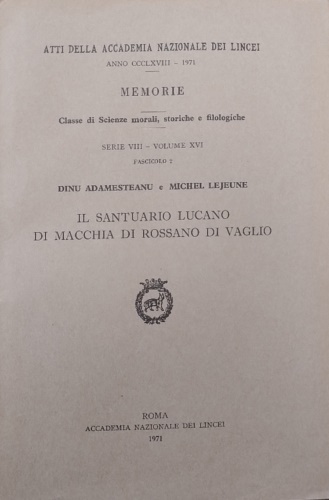 ATTI DELLA ACCADEMIA NAZIONALE DEI LINCEI
ANNO CCCLXVIII – 1971
MEMORIE
Classe di Scienze morali, storiche e filologiche
SERIE VIII – VOLUME XVI
FASCICOLO 2
DINU ADAMESTEANU e MICHEL LEJEUNE
IL SANTUARIO LUCANO
DI MACCHIA DI ROSSANO DI VAGLIO
ROMA
ACCADEMIA NAZIONALE DEI LINCEI
1971